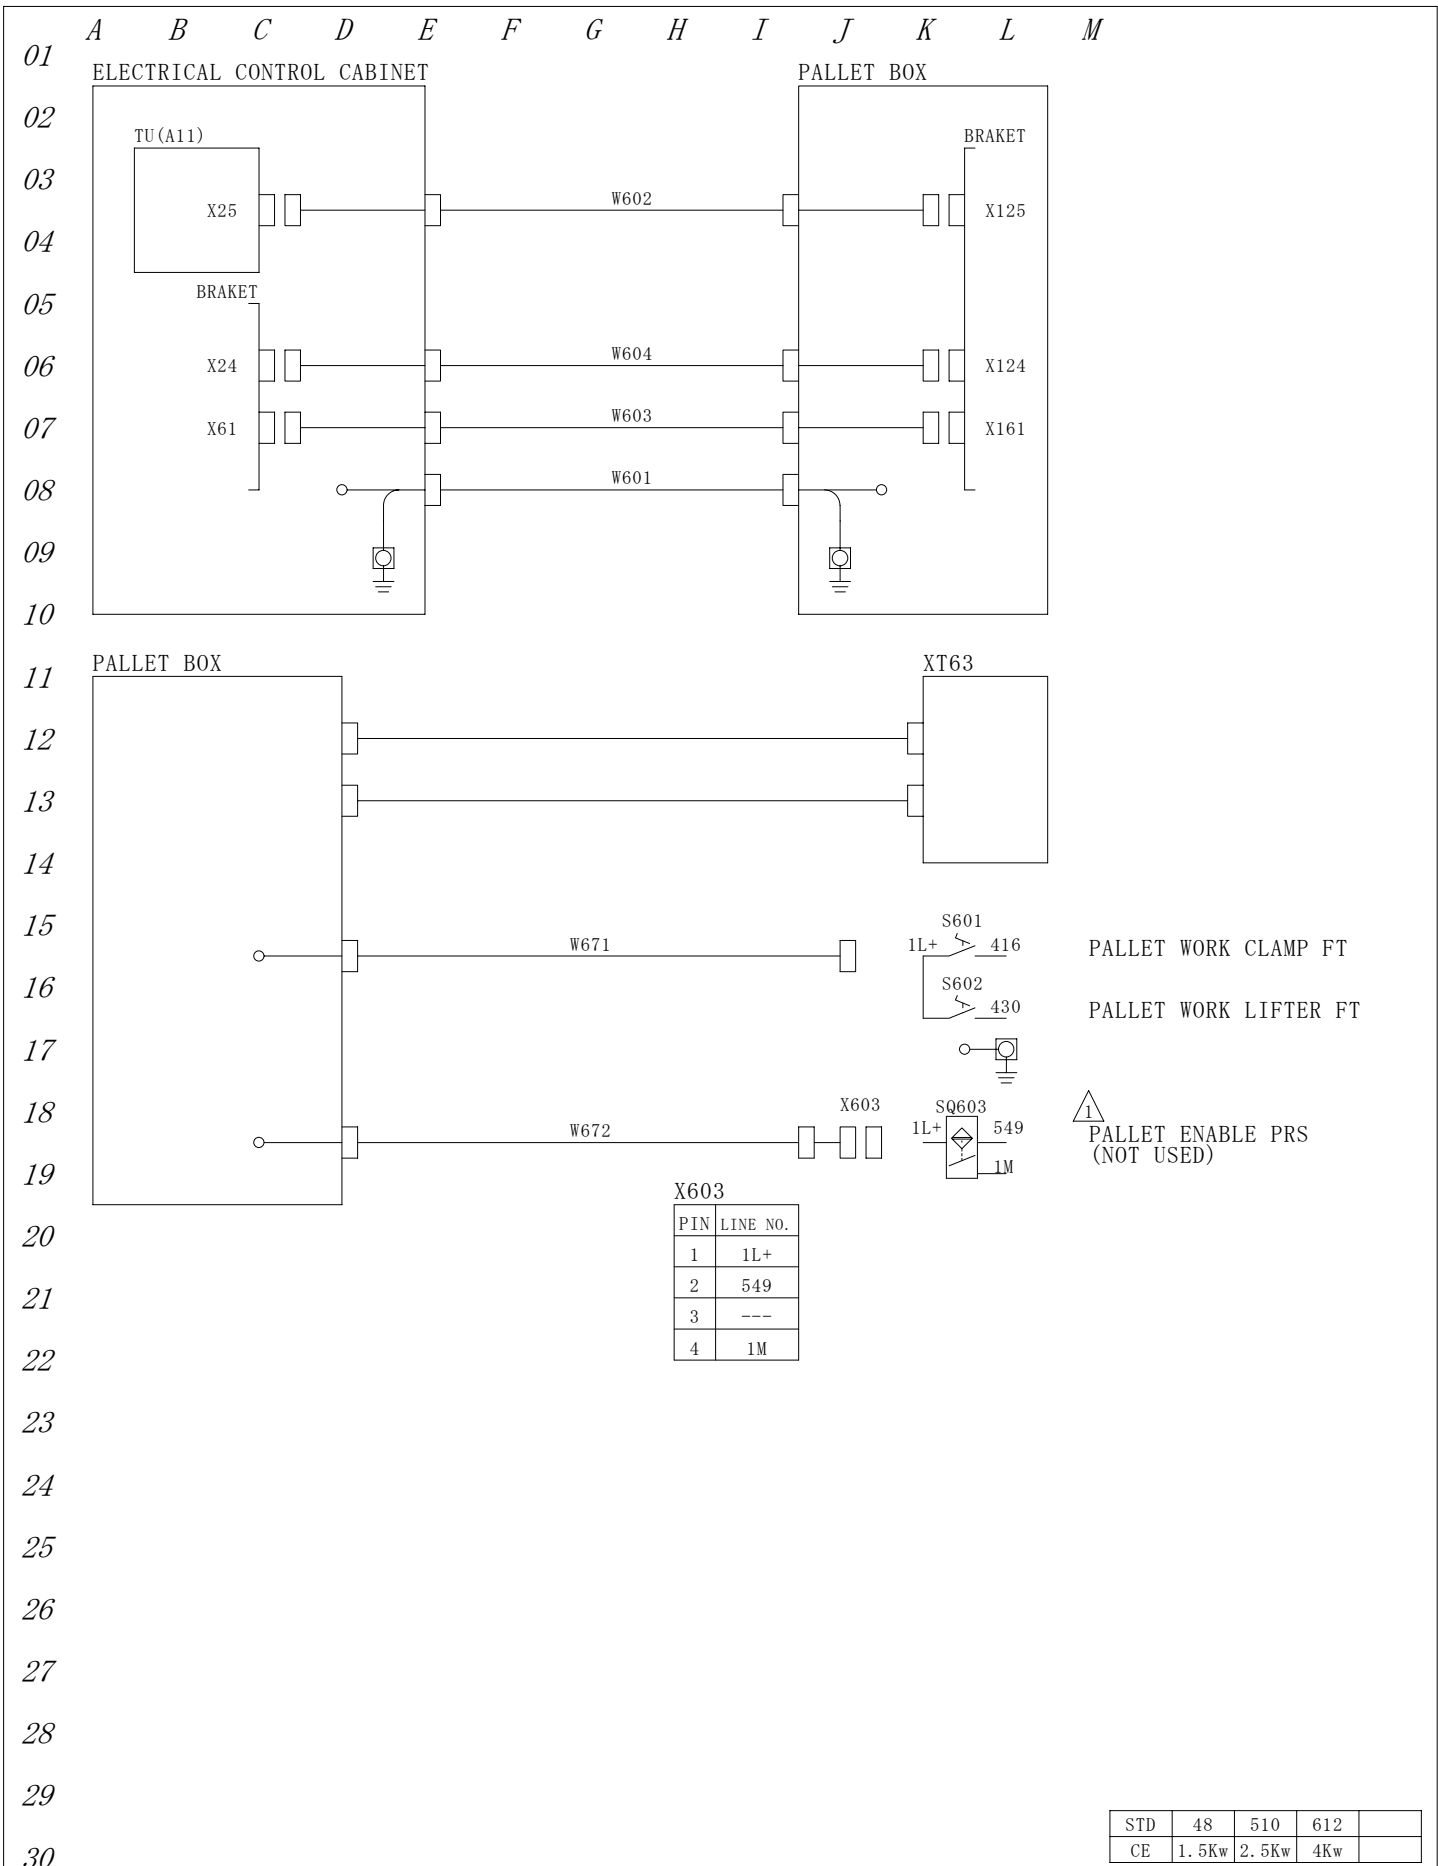 A B C D E F G H I J K L M
01
ELECTRICAL CONTROL CABINET PALLET BOX
02
TU(A11) BRAKET
03
X25 W602 X125
04
BRAKET
05
X24 W604 X124
06
X61 W603 X161
07
W601
08
09
10
PALLET BOX XT63
11
12
13
14
15
S601
W671 1L+ 416 PALLET WORK CLAMP FT
16
S602
430 PALLET WORK LIFTER FT
17
18
X603 SQ603 1
W672 1L+ 549 PALLET ENABLE PRS
(NOT USED)
1M
19
X603
PIN LINE NO.
20
1 1L+
2 549
21
3 ---
4 1M
22
23
24
25
26
27
28
29
STD 48 510 612
CE 1.5Kw 2.5Kw 4Kw
30